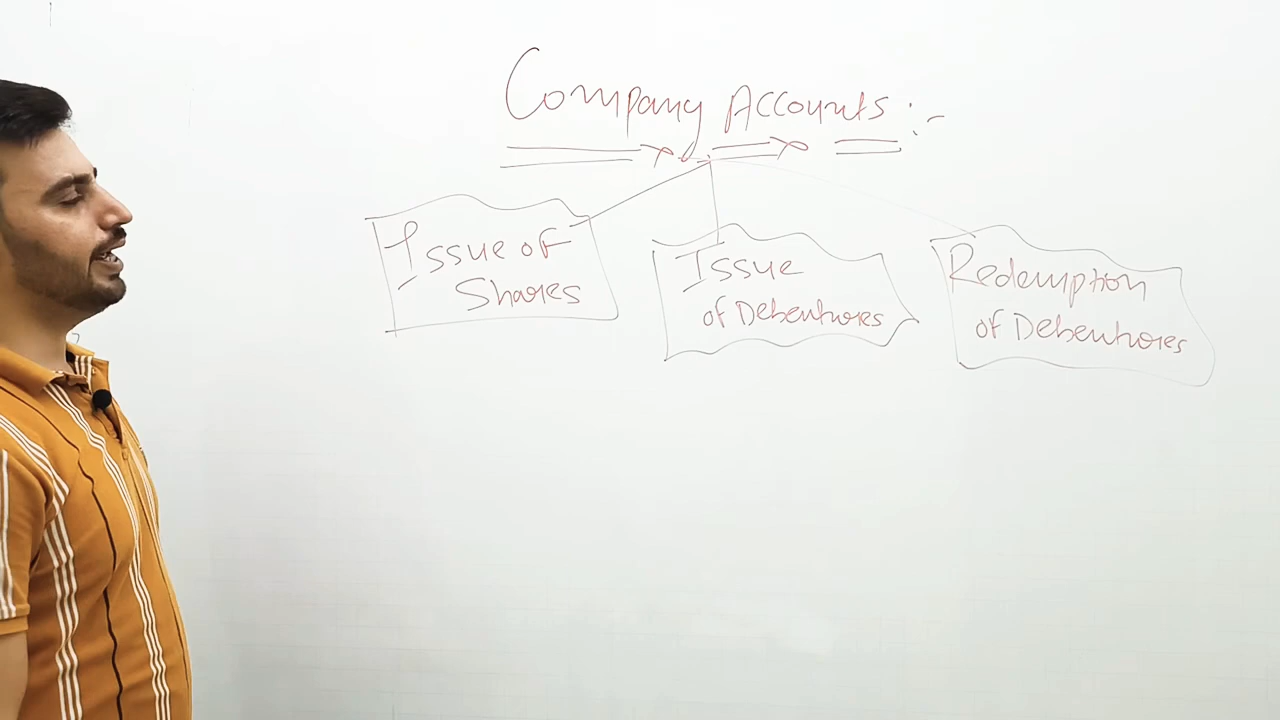 Company Accounts :-
Issue of
Shares
Issue
of Debentures
Redemption
of Debentures